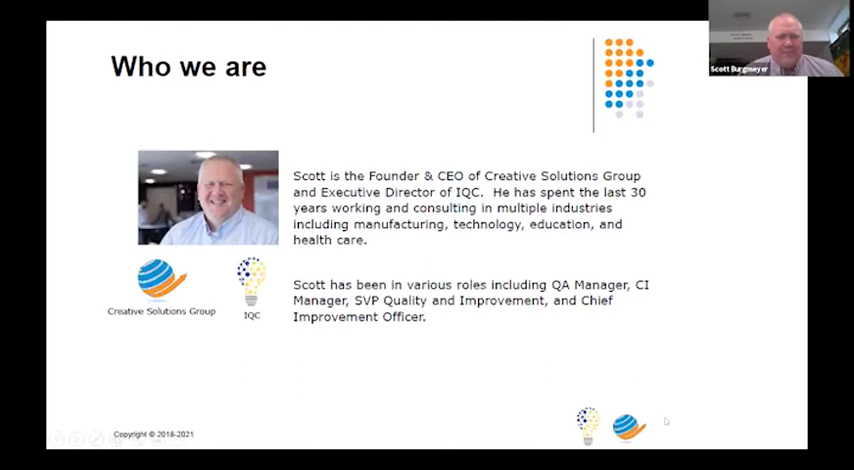 Who we are
Scott Burgmeyer
Scott is the Founder & CEO of Creative Solutions Group
and Executive Director of IQC. He has spent the last 30
years working and consulting in multiple industries
including manufacturing, technology, education, and
health care.
Scott has been in various roles including QA Manager, CI
Manager, SVP Quality and Improvement, and Chief
Improvement Officer.
Creative Solutions Group
IQC
Copyright © 2018-2021